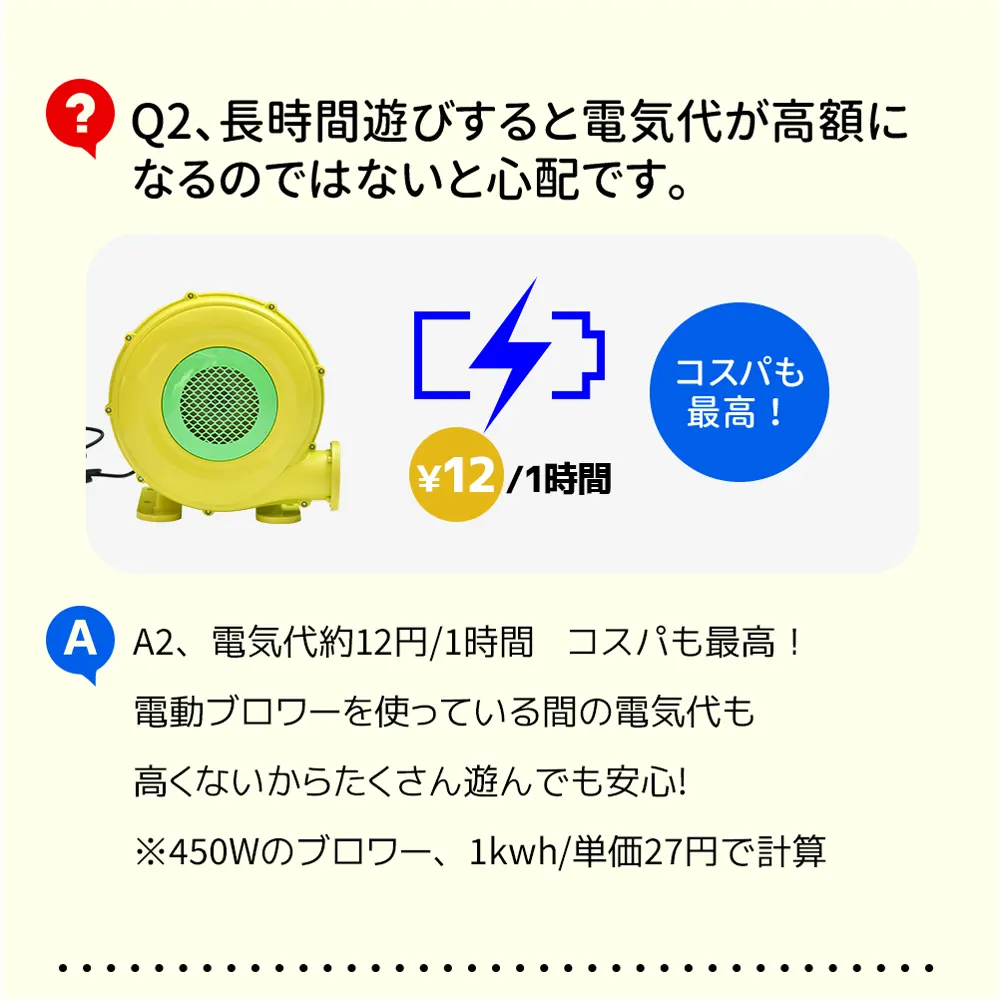 ?
Q2、長時間遊びすると電気代が高額に
なるのではないと心配です。
コスパも
最高！
¥12/1時間
A
A2、電気代約12円/1時間　コスパも最高！
電動ブロワーを使っている間の電気代も
高くないからたくさん遊んでも安心!
※450Wのブロワー、1kwh/単価27円で計算